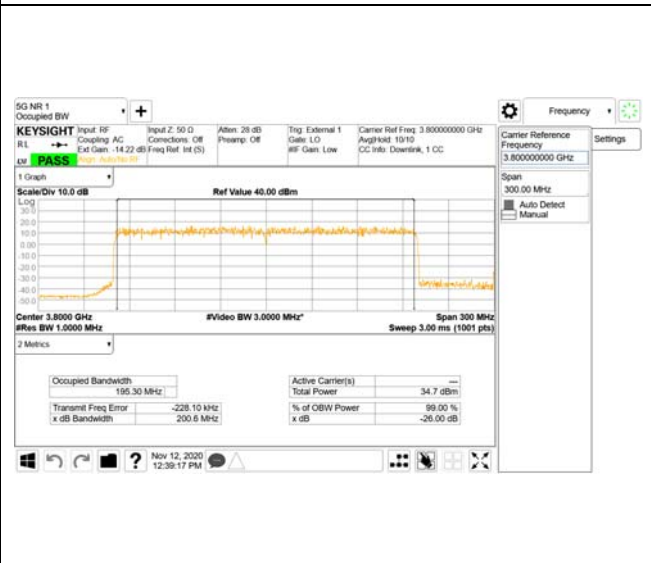 5G NR 1
Occupied BW
Frequency
KEYSIGHT Input: RF Input Z: 50 Ω Atten: 28 dB Trig: External 1 Carrier Ref Freq: 3.800000000 GHz
RL Coupling: AC Corrections: Off Preamp: Off Gate: LO Avg|Hold: 10/10
Ext Gain: -14.22 dB Freq Ref: Int (S) #IF Gain: Low CC Info: Downlink, 1 CC
PASS Align: Auto/No RF
Carrier Reference
Frequency
3.800000000 GHz
Settings
Span
300.00 MHz
Auto Detect
Manual
1 Graph
Scale/Div 10.0 dB Ref Value 40.00 dBm
Log
30.0
20.0
10.0
0.00
-10.0
-20.0
-30.0
-40.0
-50.0
Center 3.8000 GHz #Video BW 3.0000 MHz* Span 300 MHz
#Res BW 1.0000 MHz Sweep 3.00 ms (1001 pts)
2 Metrics
Occupied Bandwidth Active Carrier(s) ---
195.30 MHz Total Power 34.7 dBm
Transmit Freq Error -228.10 kHz % of OBW Power 99.00 %
x dB Bandwidth 200.6 MHz x dB -26.00 dB
? Nov 12, 2020
12:39:17 PM